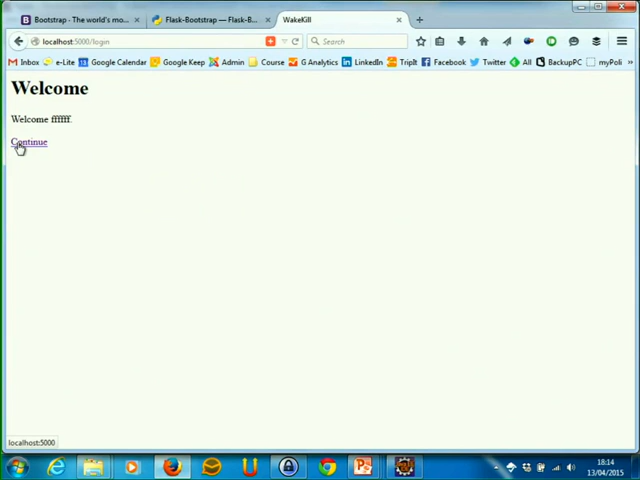 Bootstrap · The world's mo...
Flask-Bootstrap — Flask-B...
WakeKill
localhost:5000/login
Search
Inbox
e-Lite
Google Calendar
Google Keep
Admin
Course
G Analytics
LinkedIn
TripIt
Facebook
Twitter
All
BackupPC
myPoli
Welcome
Welcome ffffff.
Continue
localhost:5000
18:14
13/04/2015